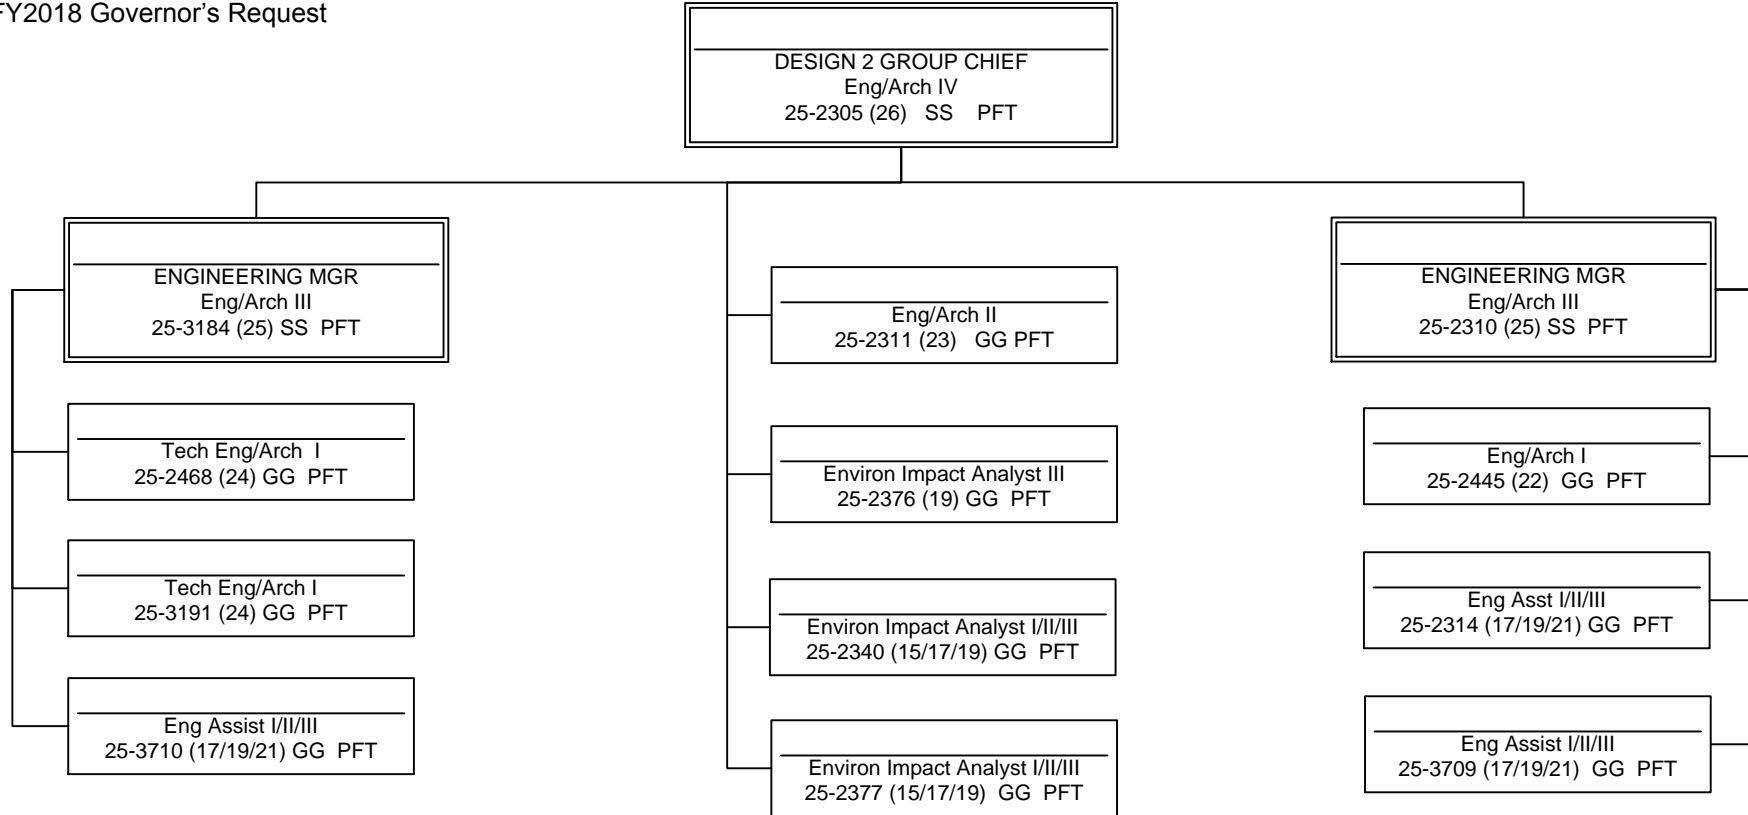 FY2018 Governor’s Request
DESIGN 2 GROUP CHIEF
Eng/Arch IV
25-2305 (26) SS PFT
ENGINEERING MGR
Eng/Arch III
25-3184 (25) SS PFT
Tech Eng/Arch I
25-2468 (24) GG PFT
Tech Eng/Arch I
25-3191 (24) GG PFT
Eng Assist I/II/III
25-3710 (17/19/21) GG PFT
Eng/Arch II
25-2311 (23) GG PFT
Environ Impact Analyst III
25-2376 (19) GG PFT
Environ Impact Analyst I/II/III
25-2340 (15/17/19) GG PFT
Environ Impact Analyst I/II/III
25-2377 (15/17/19) GG PFT
ENGINEERING MGR
Eng/Arch III
25-2310 (25) SS PFT
Eng/Arch I
25-2445 (22) GG PFT
Eng Asst I/II/III
25-2314 (17/19/21) GG PFT
Eng Assist I/II/III
25-3709 (17/19/21) GG PFT